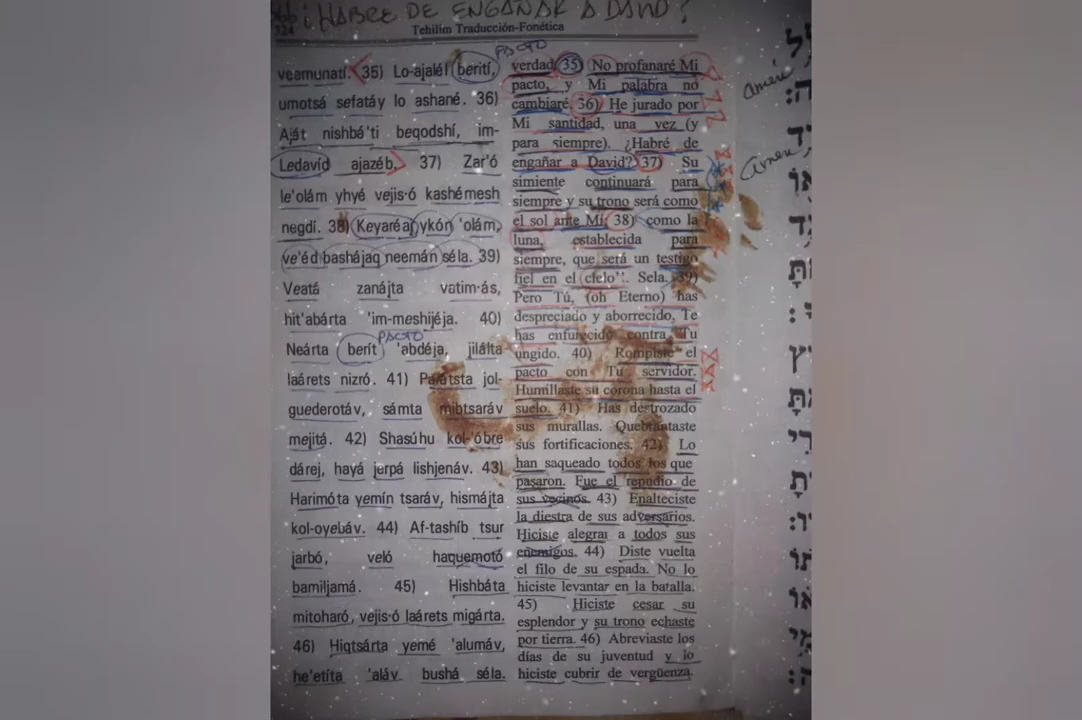 ¿HABRE DE ENGAÑAR A DAVID?
324
Tehilim Traducción-Fonética
PACTO
veemunatí. 35) Lo-ajalél berití,
umotsá sefatáy lo ashané. 36)
Aját nishbá'ti beqodshí, im-
Ledavíd ajazéb, 37) Zar'ó
le'olám yhyé vejis·ó kashémesh
negdí. 38) Keyaréaj ykón 'olám,
ve'éd bashájaq neemán séla. 39)
Veatá zanájta vatim·ás,
hit'abárta 'im-meshijéja. 40)
PACTO
Neárta berít 'abdéja, jilálta
laárets nizró. 41) Parátsta jol-
guederotáv, sámta mibtsaráv
mejitá. 42) Shasúhu kol-'óbre
dárej, hayá jerpá lishjenáv. 43)
Harimóta yemín tsaráv, hismájta
kol-oyebáv. 44) Af-tashíb tsur
jarbó, veló haquemotó
bamiljamá. 45) Hishbáta
mitoharó, vejis·ó laárets migárta.
46) Hiqtsárta yemé 'alumáv,
he'etíta 'aláv bushá séla.
verdad 35) No profanaré Mi
pacto, y Mi palabra no
cambiaré. 36) He jurado por
Mi santidad, una vez (y
para siempre). ¿Habré de
engañar a David? 37) Su
simiente continuará para
siempre y su trono será como
el sol ante Mí; 38) como la
luna, establecida para
siempre, que será un testigo
fiel en el cielo". Sela. 39)
Pero Tú, (oh Eterno) has
despreciado y aborrecido, Te
has enfurecido contra Tu
ungido. 40) Rompiste el
pacto con Tu servidor.
Humillaste su corona hasta el
suelo. 41) Has destrozado
sus murallas. Quebrantaste
sus fortificaciones. 42) Lo
han saqueado todos los que
pasaron. Fue el repudio de
sus vecinos. 43) Enalteciste
la diestra de sus adversarios.
Hiciste alegrar a todos sus
enemigos. 44) Diste vuelta
el filo de su espada. No lo
hiciste levantar en la batalla.
45) Hiciste cesar su
esplendor y su trono echaste
por tierra. 46) Abreviaste los
días de su juventud y lo
hiciste cubrir de vergüenza.
amén
Amen